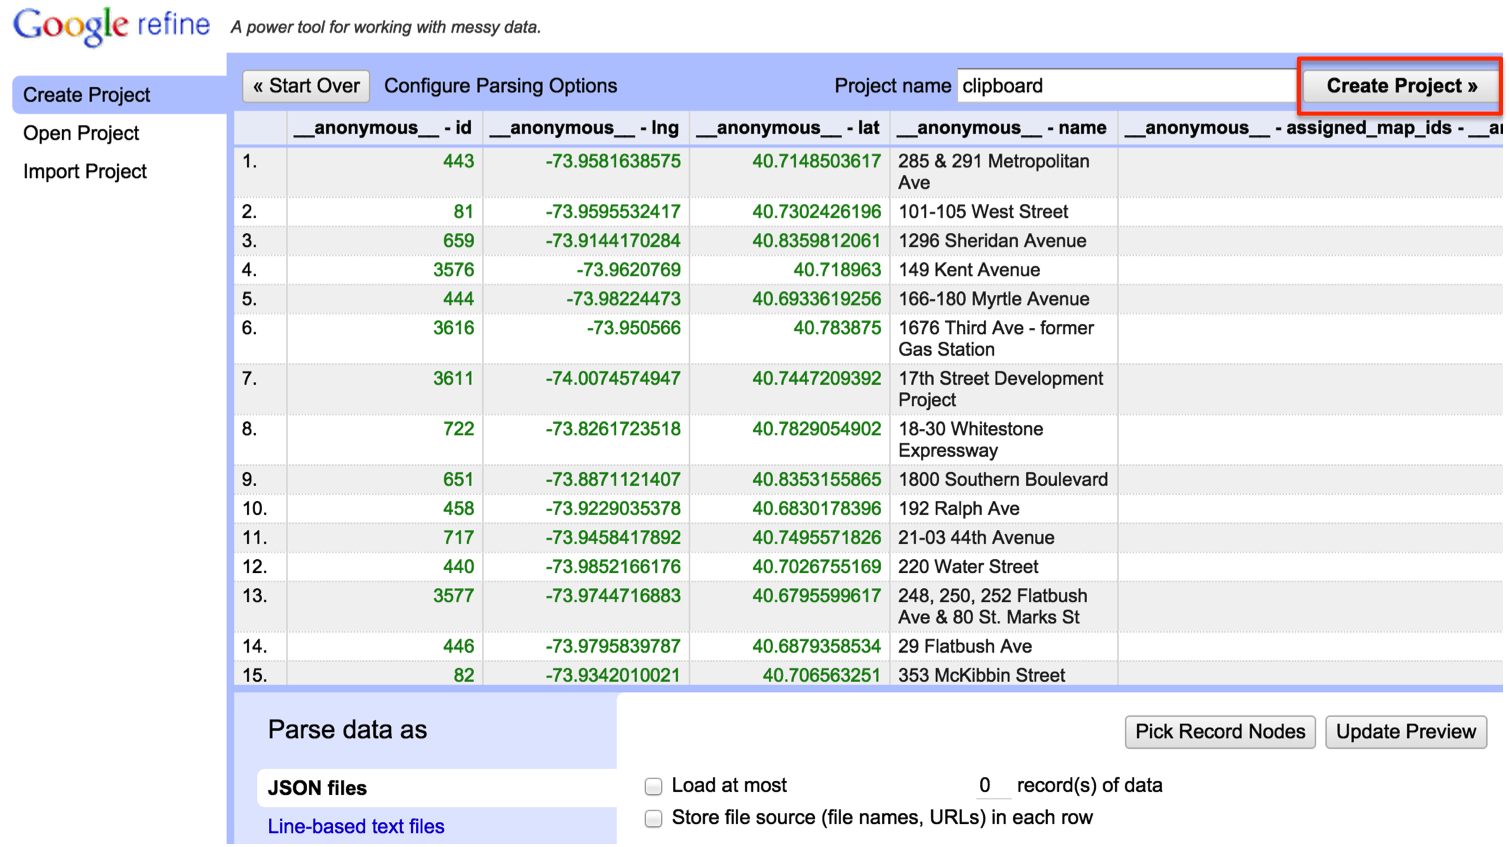 Google refine A power tool for working with messy data.
Create Project
Open Project
Import Project
« Start Over Configure Parsing Options Project name clipboard Create Project »
__anonymous__ - id __anonymous__ - lng __anonymous__ - lat __anonymous__ - name __anonymous__ - assigned_map_ids - __a
1. 443 -73.9581638575 40.7148503617 285 & 291 Metropolitan
Ave
2. 81 -73.9595532417 40.7302426196 101-105 West Street
3. 659 -73.9144170284 40.8359812061 1296 Sheridan Avenue
4. 3576 -73.9620769 40.718963 149 Kent Avenue
5. 444 -73.98224473 40.6933619256 166-180 Myrtle Avenue
6. 3616 -73.950566 40.783875 1676 Third Ave - former
Gas Station
7. 3611 -74.0074574947 40.7447209392 17th Street Development
Project
8. 722 -73.8261723518 40.7829054902 18-30 Whitestone
Expressway
9. 651 -73.8871121407 40.8353155865 1800 Southern Boulevard
10. 458 -73.9229035378 40.6830178396 192 Ralph Ave
11. 717 -73.9458417892 40.7495571826 21-03 44th Avenue
12. 440 -73.9852166176 40.7026755169 220 Water Street
13. 3577 -73.9744716883 40.6795599617 248, 250, 252 Flatbush
Ave & 80 St. Marks St
14. 446 -73.9795839787 40.6879358534 29 Flatbush Ave
15. 82 -73.9342010021 40.706563251 353 McKibbin Street
Parse data as
Pick Record Nodes Update Preview
JSON files
Line-based text files
Load at most 0 record(s) of data
Store file source (file names, URLs) in each row